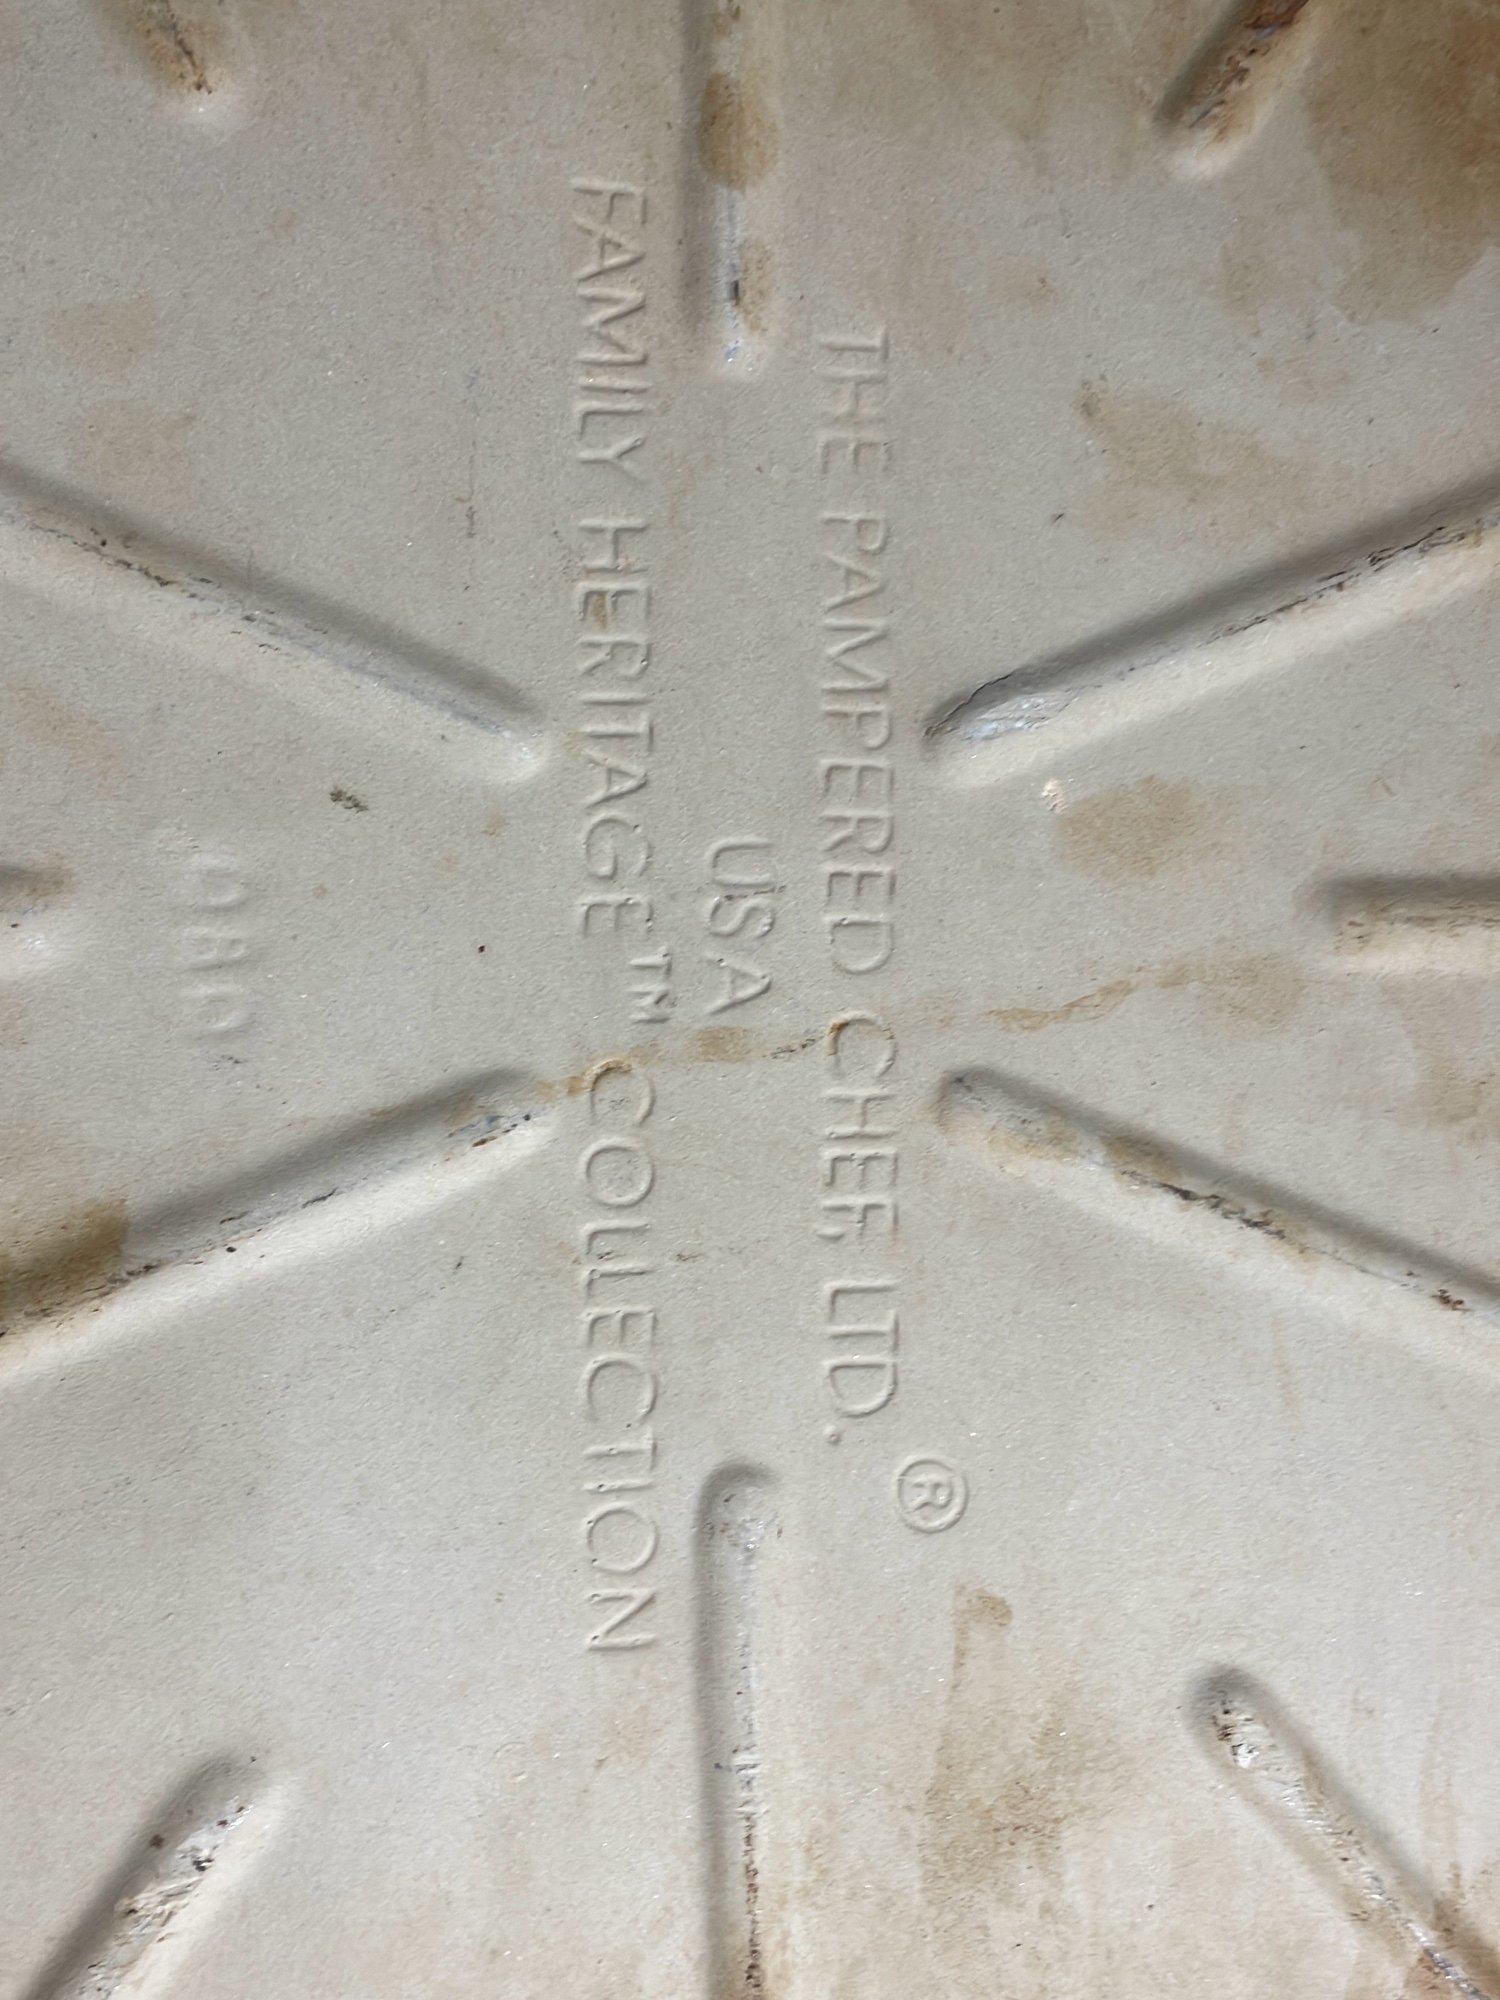 THE PAMPERED CHEF, LTD. ®
USA
FAMILY HERITAGE™ COLLECTION